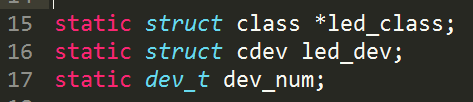 15 static struct class *led_class;
16 static struct cdev led_dev;
17 static dev_t dev_num;